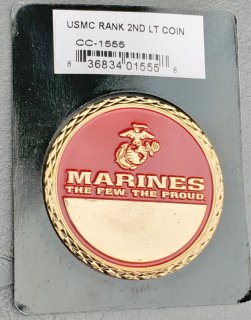 USMC RANK 2ND LT COIN
CC-1555
8 36834 01555 8
MARINES
THE FEW. THE PROUD.